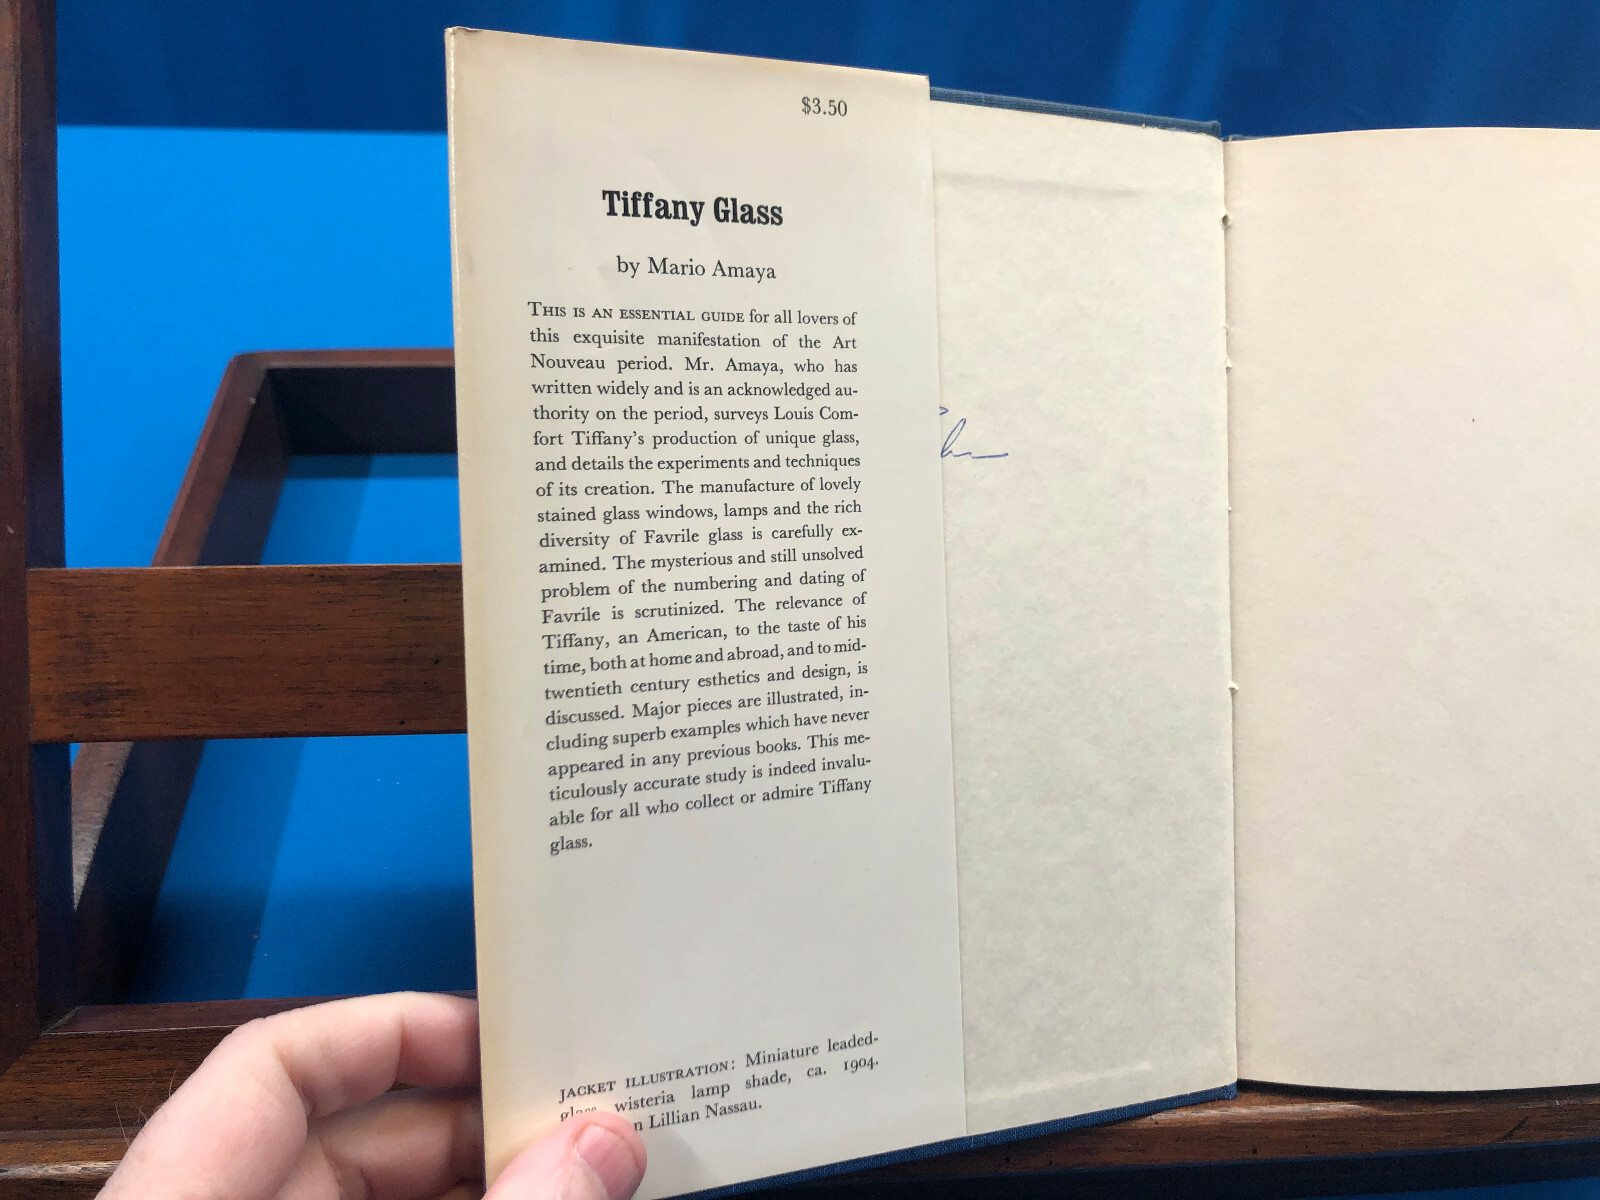 $3.50
Tiffany Glass
by Mario Amaya
THIS IS AN ESSENTIAL GUIDE for all lovers of
this exquisite manifestation of the Art
Nouveau period. Mr. Amaya, who has
written widely and is an acknowledged au-
thority on the period, surveys Louis Com-
fort Tiffany's production of unique glass,
and details the experiments and techniques
of its creation. The manufacture of lovely
stained glass windows, lamps and the rich
diversity of Favrile glass is carefully ex-
amined. The mysterious and still unsolved
problem of the numbering and dating of
Favrile is scrutinized. The relevance of
Tiffany, an American, to the taste of his
time, both at home and abroad, and to mid-
twentieth century esthetics and design, is
discussed. Major pieces are illustrated, in-
cluding superb examples which have never
appeared in any previous books. This me-
ticulously accurate study is indeed invalu-
able for all who collect or admire Tiffany
glass.
JACKET ILLUSTRATION: Miniature leaded-
wisteria lamp shade, ca. 1904.
Lillian Nassau.